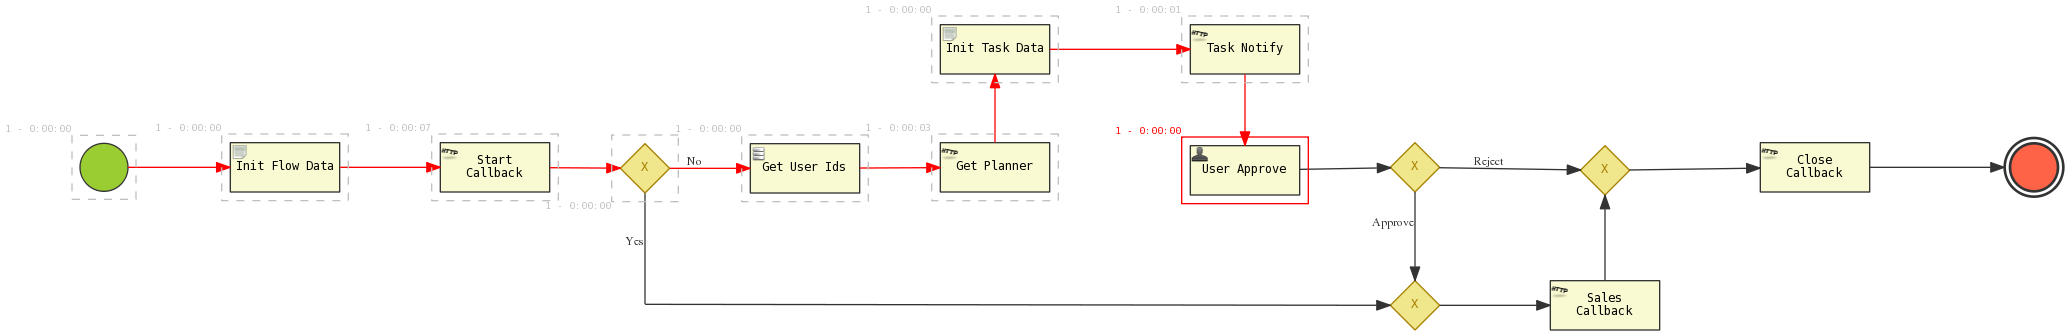 1 - 0:00:00
1 - 0:00:01
HTTP
Init Task Data
Task Notify
1 - 0:00:00
1 - 0:00:00
1 - 0:00:07
1 - 0:00:00
1 - 0:00:03
1 - 0:00:00
Init Flow Data
HTTP
Start
Callback
X
No
Get User Ids
HTTP
Get Planner
User Approve
X
Reject
X
HTTP
Close
Callback
1 - 0:00:00
Yes
Approve
X
HTTP
Sales
Callback